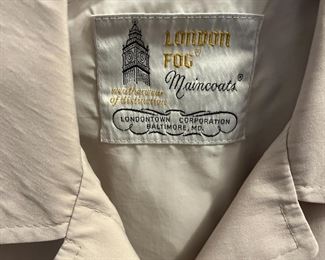 LONDON
FOG
Maincoats®
weatherwear
of distinction
LONDONTOWN CORPORATION
BALTIMORE, MD.